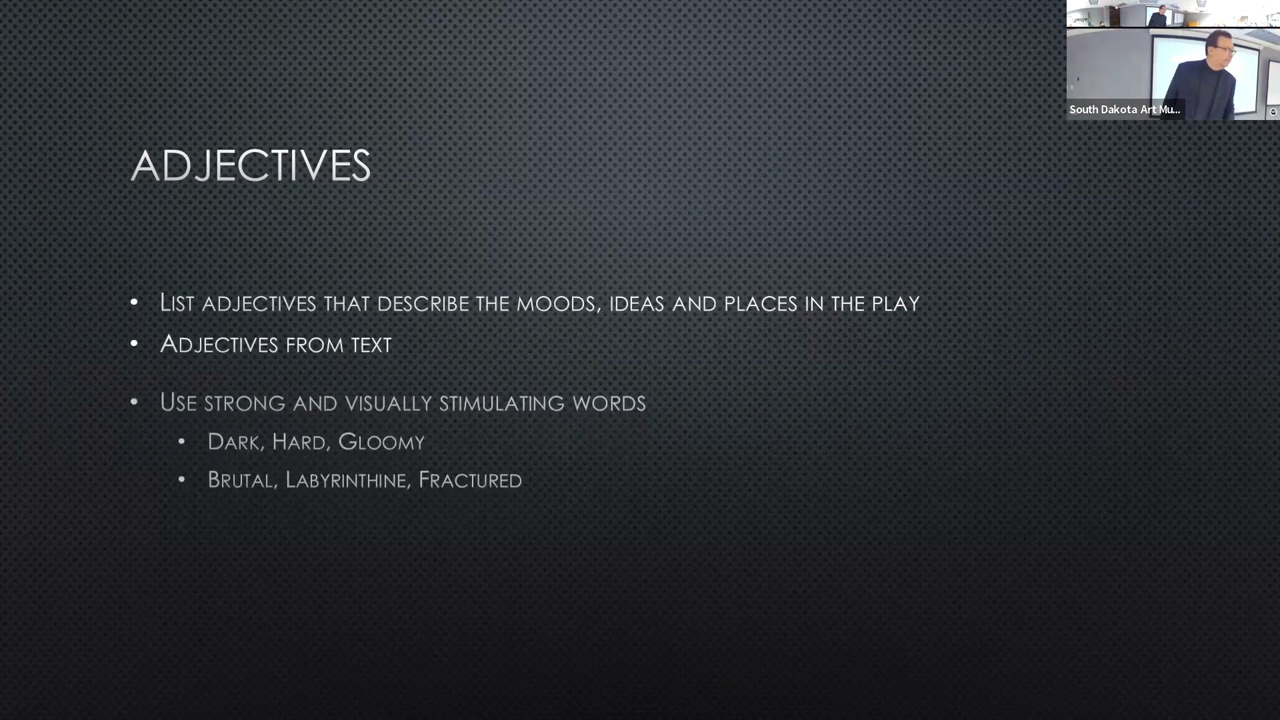 South Dakota Art Mu...
ADJECTIVES
• LIST ADJECTIVES THAT DESCRIBE THE MOODS, IDEAS AND PLACES IN THE PLAY
• ADJECTIVES FROM TEXT
• USE STRONG AND VISUALLY STIMULATING WORDS
• DARK, HARD, GLOOMY
• BRUTAL, LABYRINTHINE, FRACTURED